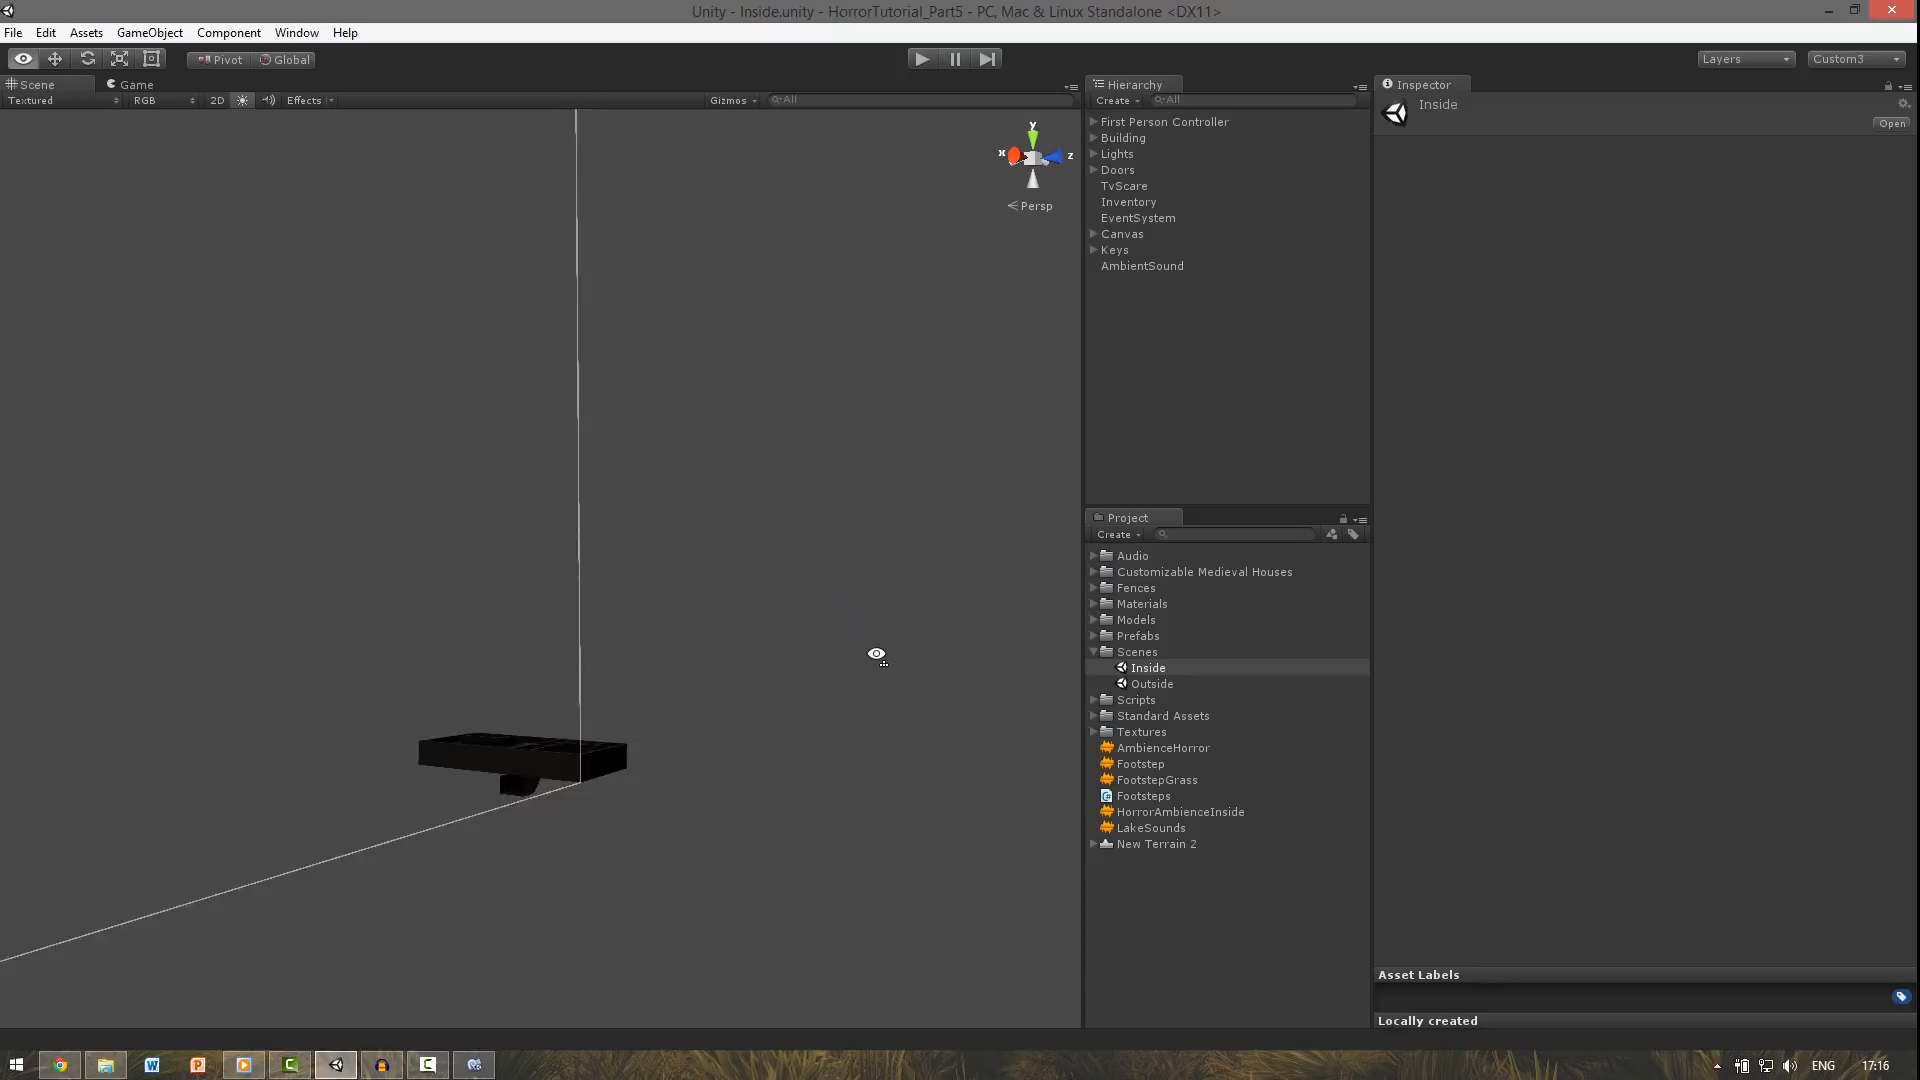 Unity - Inside.unity - HorrorTutorial_Part5 - PC, Mac & Linux Standalone <DX11>
File Edit Assets GameObject Component Window Help
Pivot Global Layers Custom3
Scene Game
Textured RGB 2D Effects Gizmos All
y
x z
Persp
Hierarchy
Create All
First Person Controller
Building
Lights
Doors
TvScare
Inventory
EventSystem
Canvas
Keys
AmbientSound
Project
Create
Audio
Customizable Medieval Houses
Fences
Materials
Models
Prefabs
Scenes
Inside
Outside
Scripts
Standard Assets
Textures
AmbienceHorror
Footstep
FootstepGrass
Footsteps
HorrorAmbienceInside
LakeSounds
New Terrain 2
Inspector
Inside
Open
Asset Labels
Locally created
ENG 17:16